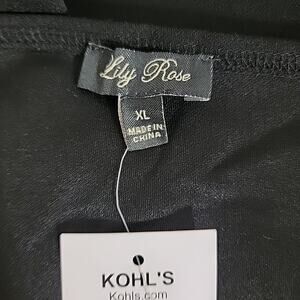 Lily Rose
XL
MADE IN
CHINA
KOHL'S
Kohls.com